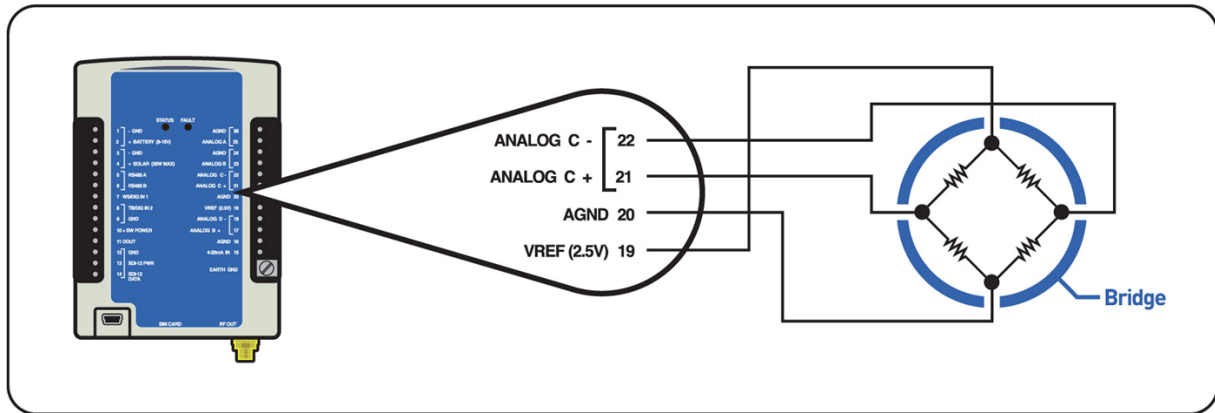 STATUS FAULT
1 - GND
2 + BATTERY (8-16V)
3 - GND
4 + SOLAR (30W MAX)
5 RS485 A
6 RS485 B
7 WS/DIG IN 1
8 TB/DIG IN 2
9 GND
10 + SW POWER
11 DOUT
12 GND
13 SDI-12 PWR
14 SDI-12 DATA
AGND 26
ANALOG A 25
AGND 24
ANALOG B 23
ANALOG C - 22
ANALOG C + 21
AGND 20
VREF (2.5V) 19
ANALOG D - 18
ANALOG D + 17
AGND 16
4-20mA IN 15
EARTH GND
SIM CARD RF OUT
ANALOG C - 22
ANALOG C + 21
AGND 20
VREF (2.5V) 19
Bridge